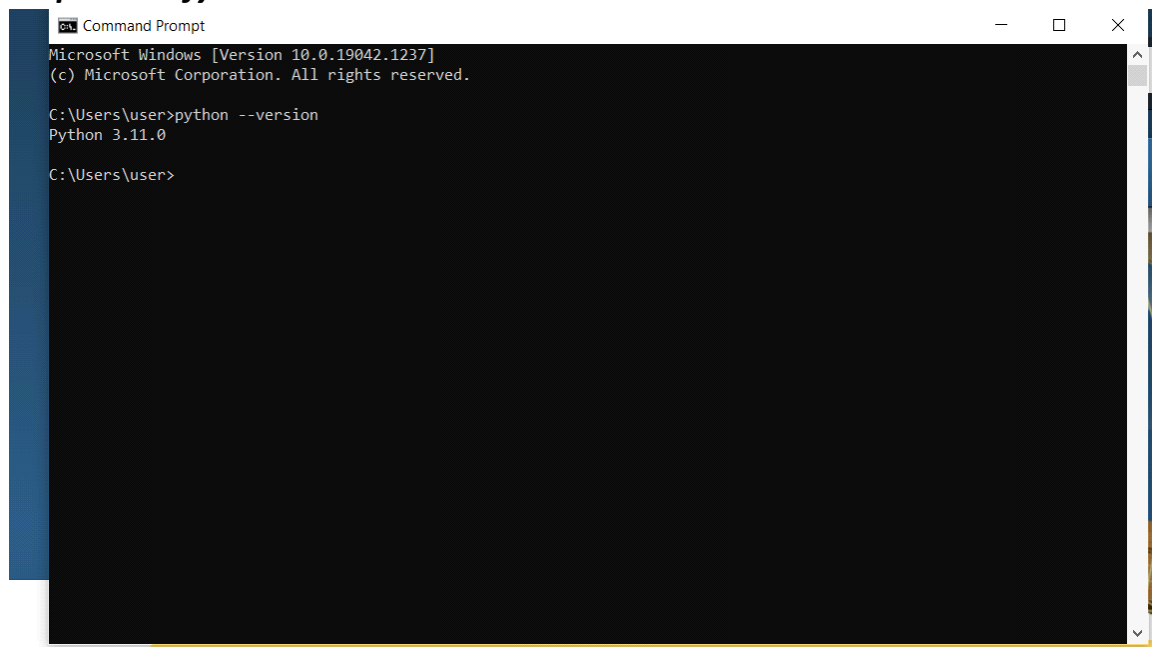 Command Prompt
Microsoft Windows [Version 10.0.19042.1237]
(c) Microsoft Corporation. All rights reserved.
C:\Users\user>python --version
Python 3.11.0
C:\Users\user>